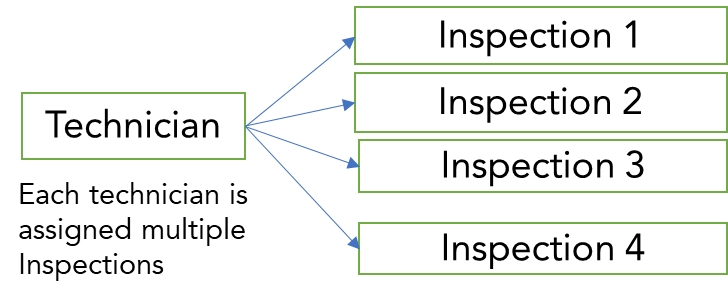 Technician
Each technician is
assigned multiple
Inspections
Inspection 1
Inspection 2
Inspection 3
Inspection 4